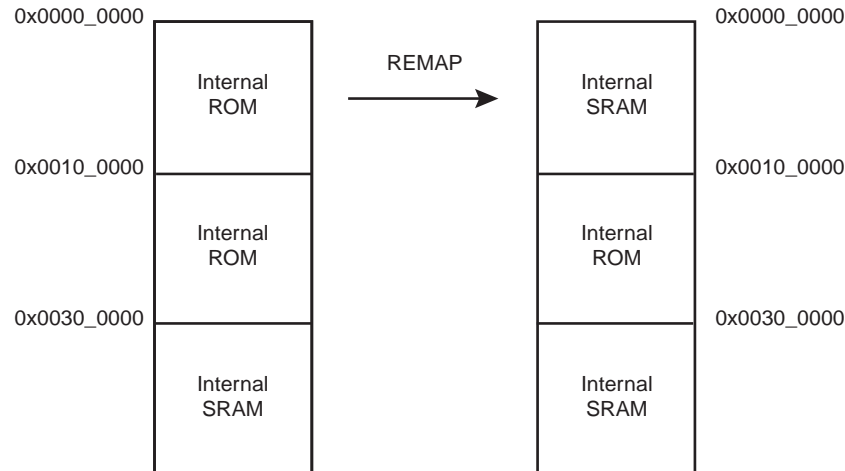 0x0000_0000
0x0000_0000
REMAP
Internal
ROM
Internal
SRAM
0x0010_0000
0x0010_0000
Internal
ROM
Internal
ROM
0x0030_0000
0x0030_0000
Internal
SRAM
Internal
SRAM